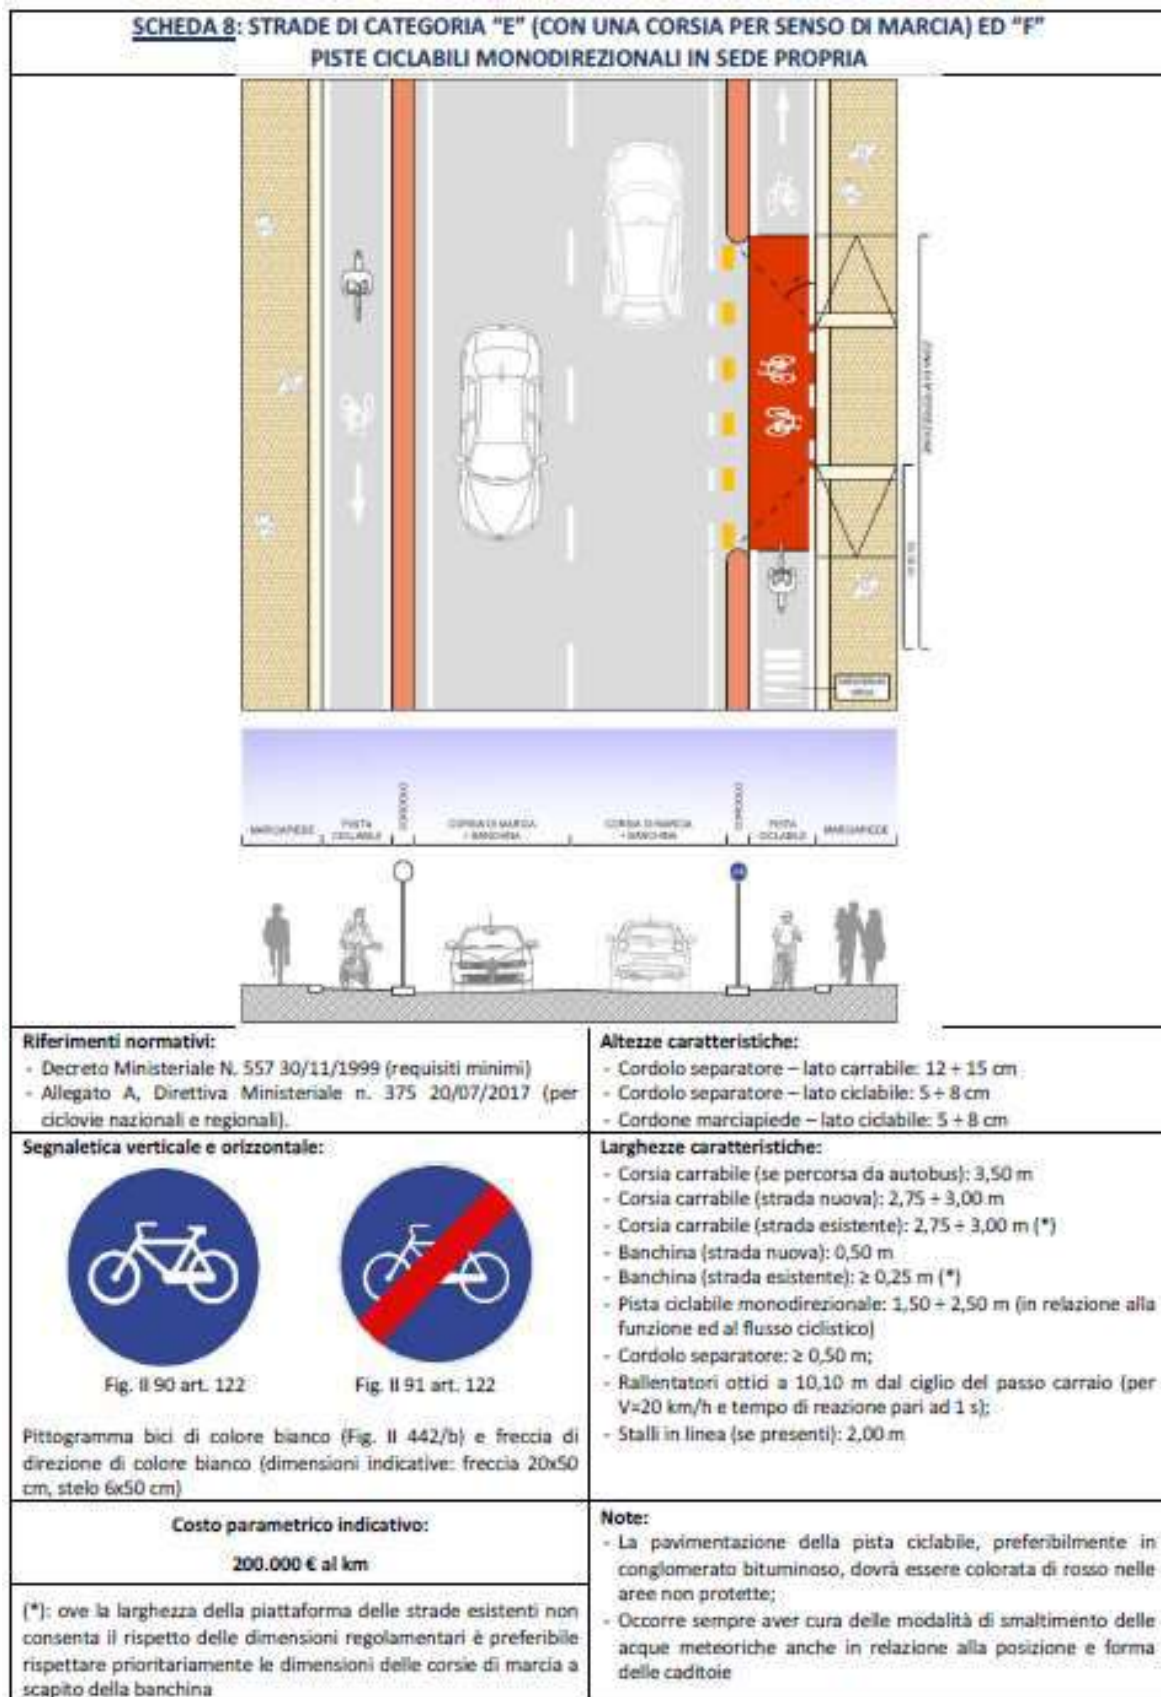 SCHEDA 8: STRADE DI CATEGORIA "E" (CON UNA CORSIA PER SENSO DI MARCIA) ED "F"
PISTE CICLABILI MONODIREZIONALI IN SEDE PROPRIA
MARCIAPIEDE
PISTA
CICLABILE
CORDOLO
CORSIA DI MARCIA
+ BANCHINA
CORSIA DI MARCIA
+ BANCHINA
CORDOLO
PISTA
CICLABILE
MARCIAPIEDE
Riferimenti normativi:
- Decreto Ministeriale N. 557 30/11/1999 (requisiti minimi)
- Allegato A, Direttiva Ministeriale n. 375 20/07/2017 (per
ciclovie nazionali e regionali).
Altezze caratteristiche:
- Cordolo separatore – lato carrabile: 12 ÷ 15 cm
- Cordolo separatore – lato ciclabile: 5 ÷ 8 cm
- Cordone marciapiede – lato ciclabile: 5 ÷ 8 cm
Segnaletica verticale e orizzontale:
Fig. II 90 art. 122
Fig. II 91 art. 122
Pittogramma bici di colore bianco (Fig. II 442/b) e freccia di
direzione di colore bianco (dimensioni indicative: freccia 20x50
cm, stelo 6x50 cm)
Larghezze caratteristiche:
- Corsia carrabile (se percorsa da autobus): 3,50 m
- Corsia carrabile (strada nuova): 2,75 ÷ 3,00 m
- Corsia carrabile (strada esistente): 2,75 ÷ 3,00 m (*)
- Banchina (strada nuova): 0,50 m
- Banchina (strada esistente): ≥ 0,25 m (*)
- Pista ciclabile monodirezionale: 1,50 ÷ 2,50 m (in relazione alla
funzione ed al flusso ciclistico)
- Cordolo separatore: ≥ 0,50 m;
- Rallentatori ottici a 10,10 m dal ciglio del passo carraio (per
V=20 km/h e tempo di reazione pari ad 1 s);
- Stalli in linea (se presenti): 2,00 m
Costo parametrico indicativo:
200.000 € al km
(*): ove la larghezza della piattaforma delle strade esistenti non
consenta il rispetto delle dimensioni regolamentari è preferibile
rispettare prioritariamente le dimensioni delle corsie di marcia a
scapito della banchina
Note:
- La pavimentazione della pista ciclabile, preferibilmente in
conglomerato bituminoso, dovrà essere colorata di rosso nelle
aree non protette;
- Occorre sempre aver cura delle modalità di smaltimento delle
acque meteoriche anche in relazione alla posizione e forma
delle caditoie